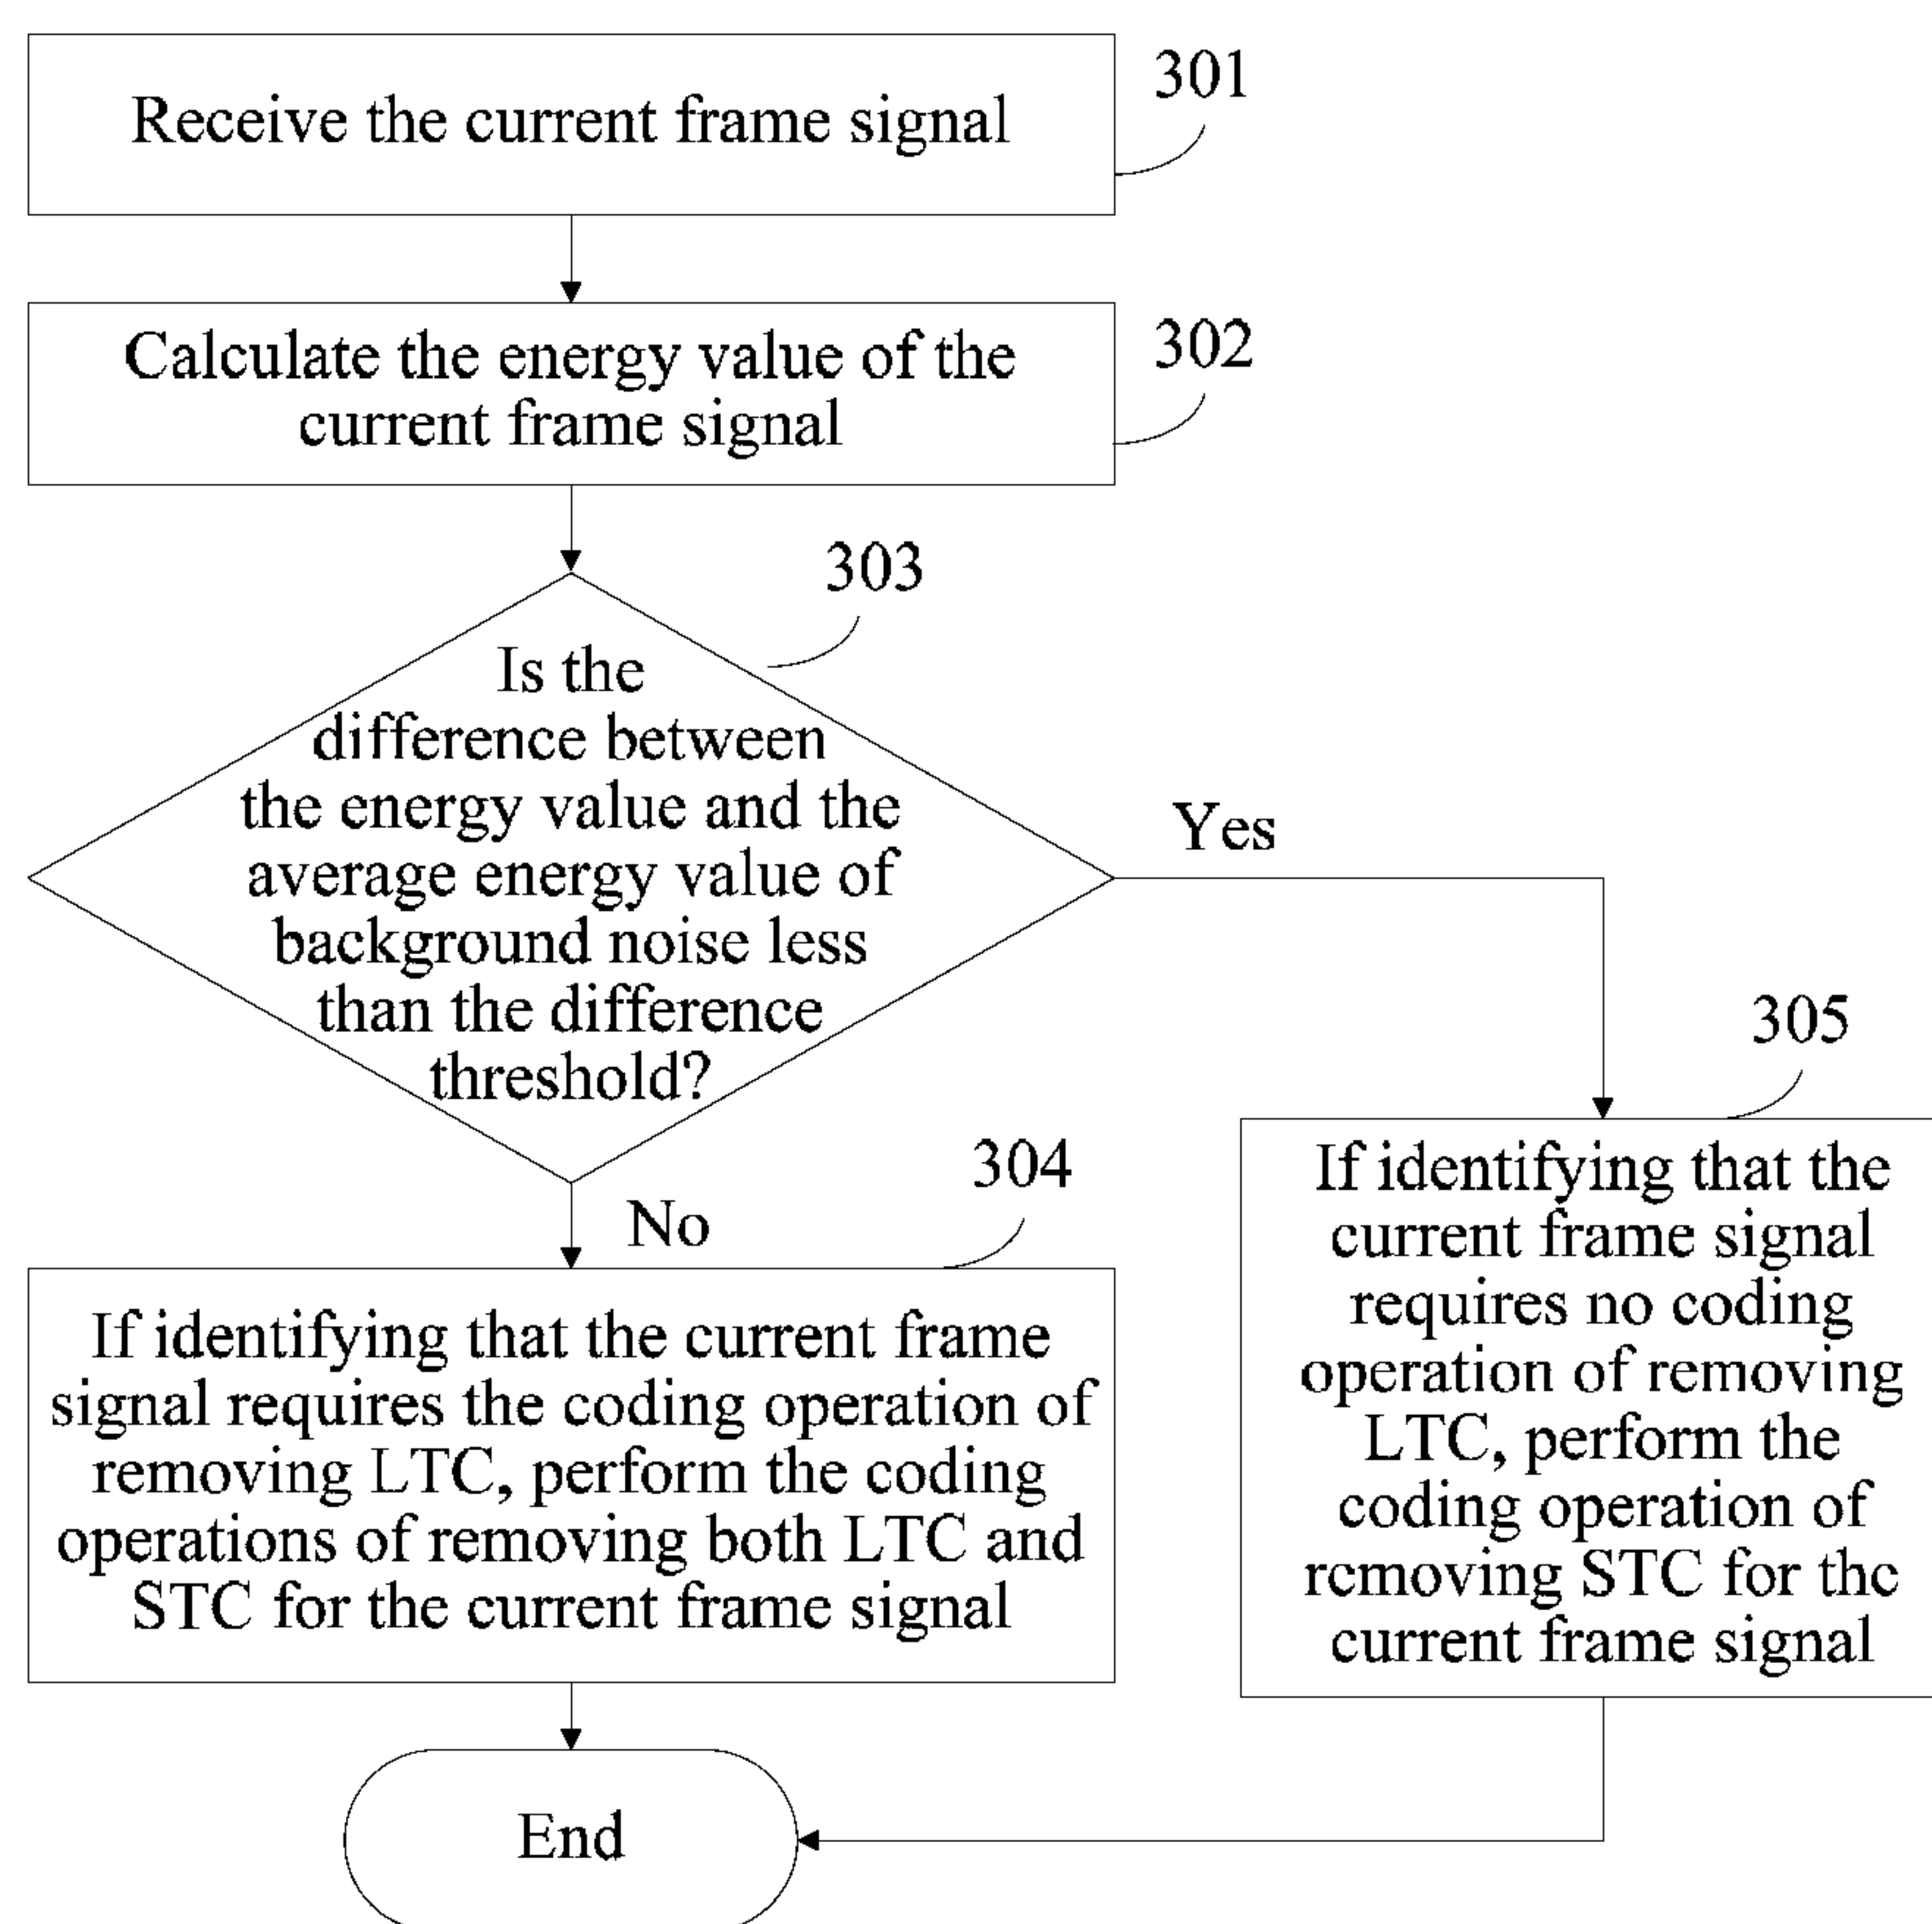 Receive the current frame signal
301
Calculate the energy value of the
current frame signal
302
303
Is the
difference between
the energy value and the
average energy value of
background noise less
than the difference
threshold?
Yes
No
304
If identifying that the current frame
signal requires the coding operation of
removing LTC, perform the coding
operations of removing both LTC and
STC for the current frame signal
305
If identifying that the
current frame signal
requires no coding
operation of removing
LTC, perform the
coding operation of
removing STC for the
current frame signal
End